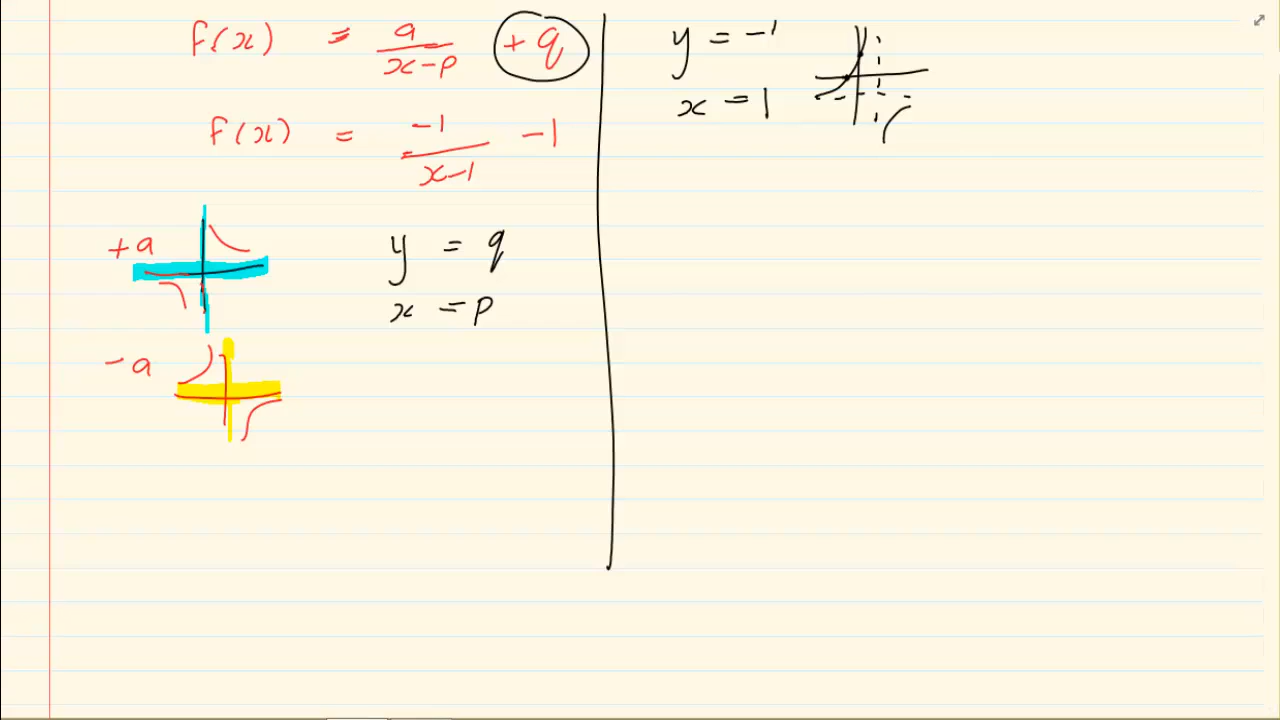 f(x) = a/(x-p) + q
f(x) = -1/(x-1) -1
+a
y = q
x = p
-a
y = -1
x = 1